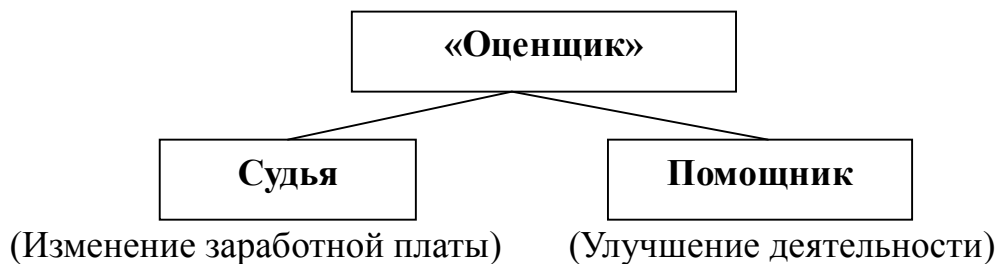 «Оценщик»
Судья Помощник
(Изменение заработной платы) (Улучшение деятельности)